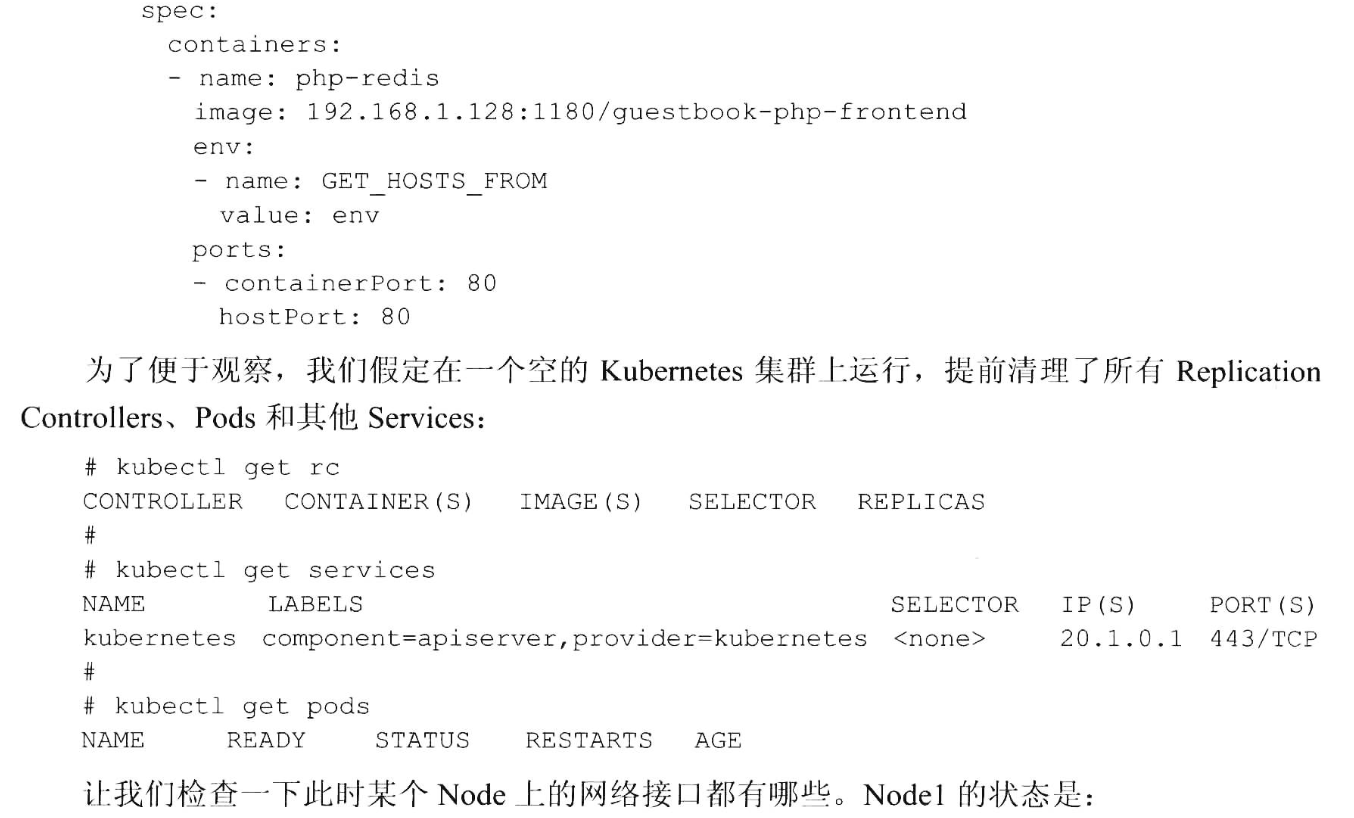 spec:
containers:
- name: php-redis
image: 192.168.1.128:1180/guestbook-php-frontend
env:
- name: GET_HOSTS_FROM
value: env
ports:
- containerPort: 80
hostPort: 80
为了便于观察，我们假定在一个空的 Kubernetes 集群上运行，提前清理了所有 Replication
Controllers、Pods 和其他 Services：
# kubectl get rc
CONTROLLER CONTAINER(S) IMAGE(S) SELECTOR REPLICAS
#
# kubectl get services
NAME LABELS SELECTOR IP(S) PORT(S)
kubernetes component=apiserver,provider=kubernetes <none> 20.1.0.1 443/TCP
#
# kubectl get pods
NAME READY STATUS RESTARTS AGE
让我们检查一下此时某个 Node 上的网络接口都有哪些。Node1 的状态是：